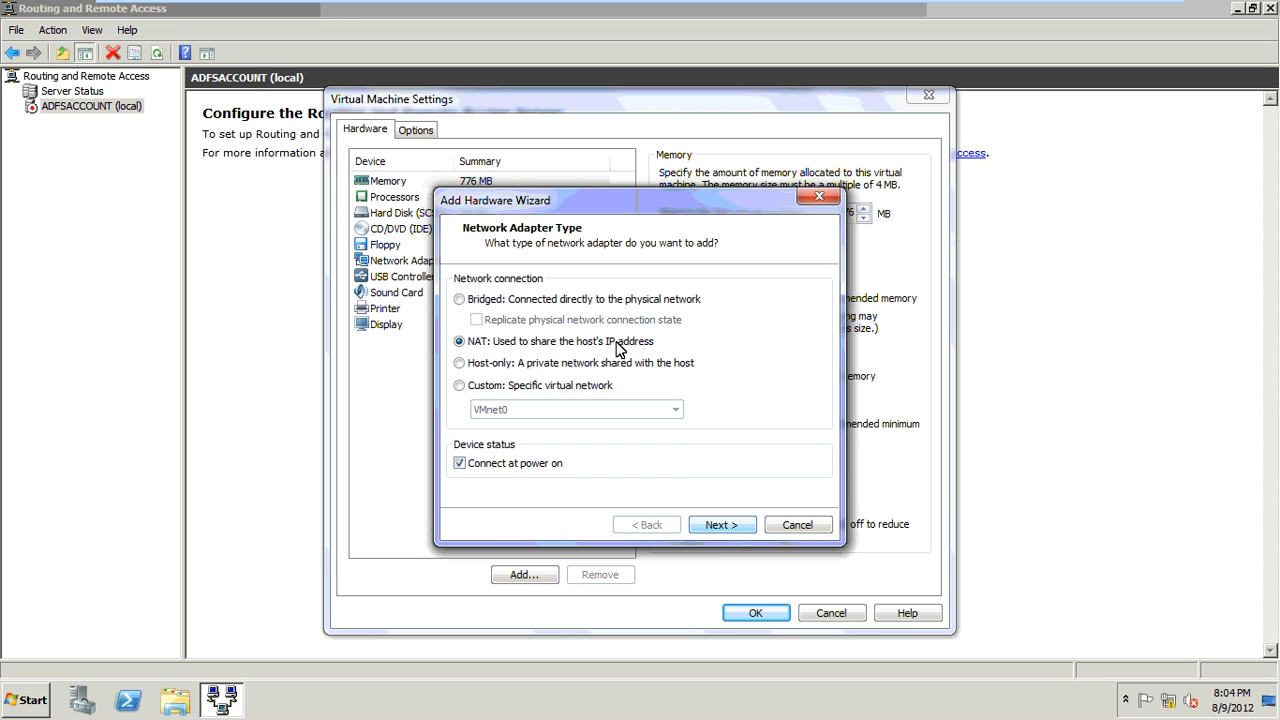 Routing and Remote Access
File Action View Help
Routing and Remote Access
Server Status
ADFSACCOUNT (local)
ADFSACCOUNT (local)
Configure the Ro
To set up Routing and
For more information a
ccess.
Virtual Machine Settings
Hardware Options
Device Summary
Memory 776 MB
Processors
Hard Disk (SCS
CD/DVD (IDE)
Floppy
Network Adap
USB Controlle
Sound Card
Printer
Display
Memory
Specify the amount of memory allocated to this virtual
machine. The memory size must be a multiple of 4 MB.
MB
ended memory
ng may
s size.)
emory
ended minimum
off to reduce
Add... Remove
OK Cancel Help
Add Hardware Wizard
Network Adapter Type
What type of network adapter do you want to add?
Network connection
Bridged: Connected directly to the physical network
Replicate physical network connection state
NAT: Used to share the host's IP address
Host-only: A private network shared with the host
Custom: Specific virtual network
VMnet0
Device status
Connect at power on
< Back Next > Cancel
Start
8:04 PM
8/9/2012